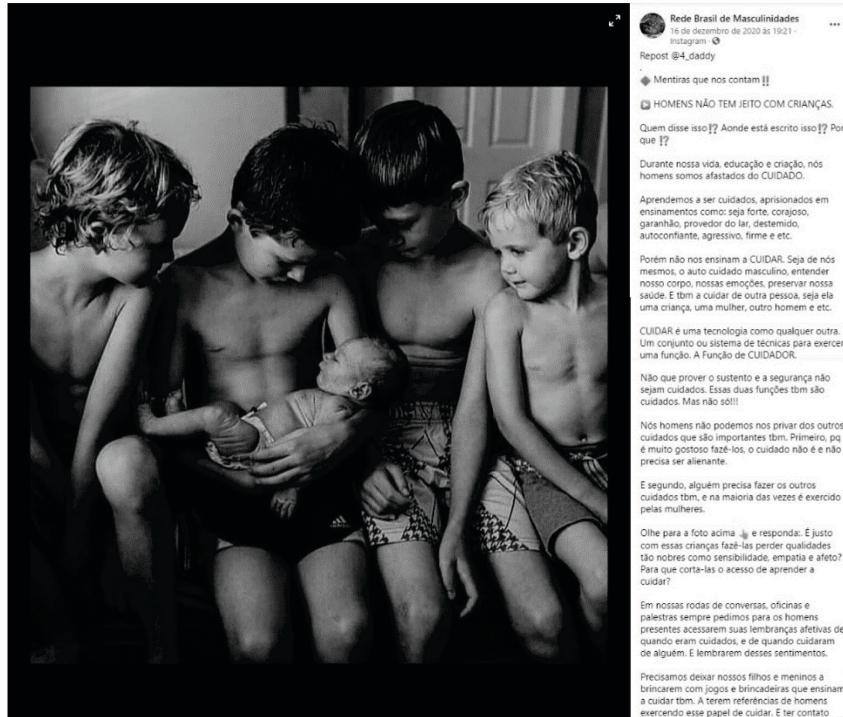 Rede Brasil de Masculinidades
16 de dezembro de 2020 às 19:21 ·
Instagram ·
Repost @4_daddy
.
Mentiras que nos contam ‼
HOMENS NÃO TEM JEITO COM CRIANÇAS.
Quem disse isso⁉ Aonde está escrito isso⁉ Por
que ⁉
Durante nossa vida, educação e criação, nós
homens somos afastados do CUIDADO.
Aprendemos a ser cuidados, aprisionados em
ensinamentos como: seja forte, corajoso,
garanhão, provedor do lar, destemido,
autoconfiante, agressivo, firme e etc.
Porém não nos ensinam a CUIDAR. Seja de nós
mesmos, o auto cuidado masculino, entender
nosso corpo, nossas emoções, preservar nossa
saúde. E tbm a cuidar de outra pessoa, seja ela
uma criança, uma mulher, outro homem e etc.
CUIDAR é uma tecnologia como qualquer outra.
Um conjunto ou sistema de técnicas para exercer
uma função. A Função de CUIDADOR.
Não que prover o sustento e a segurança não
sejam cuidados. Essas duas funções tbm são
cuidados. Mas não só!!!
Nós homens não podemos nos privar dos outros
cuidados que são importantes tbm. Primeiro, pq
é muito gostoso fazê-los, o cuidado não é e não
precisa ser alienante.
E segundo, alguém precisa fazer os outros
cuidados tbm, e na maioria das vezes é exercido
pelas mulheres.
Olhe para a foto acima e responda:. É justo
com essas crianças fazê-las perder qualidades
tão nobres como sensibilidade, empatia e afeto?
Para que corta-las o acesso de aprender a
cuidar?
Em nossas rodas de conversas, oficinas e
palestras sempre pedimos para os homens
presentes acessarem suas lembranças afetivas de
quando eram cuidados, e de quando cuidaram
de alguém. E lembrarem desses sentimentos.
Precisamos deixar nossos filhos e meninos a
brincarem com jogos e brincadeiras que ensinam
a cuidar tbm. A terem referências de homens
exercendo esse papel de cuidar. E ter contato